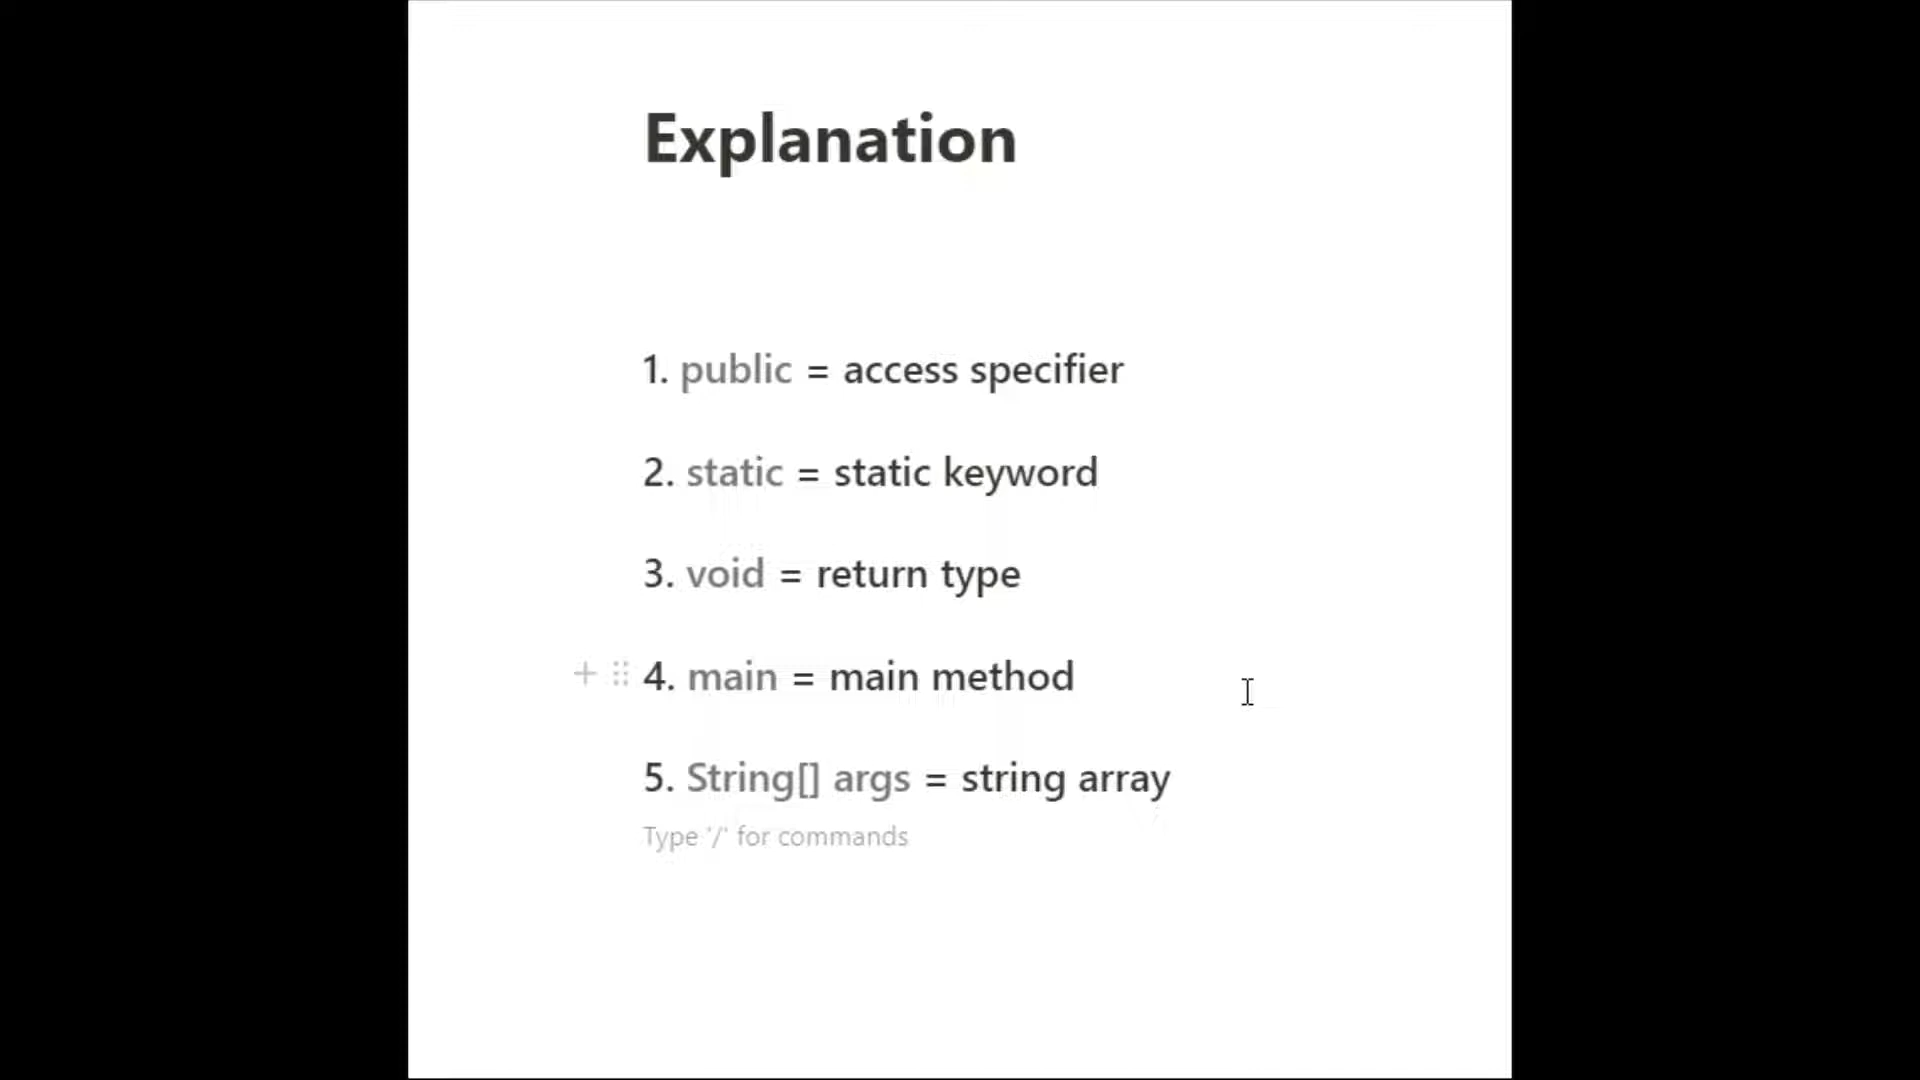 Explanation
1. public = access specifier
2. static = static keyword
3. void = return type
4. main = main method
5. String[] args = string array
Type '/' for commands